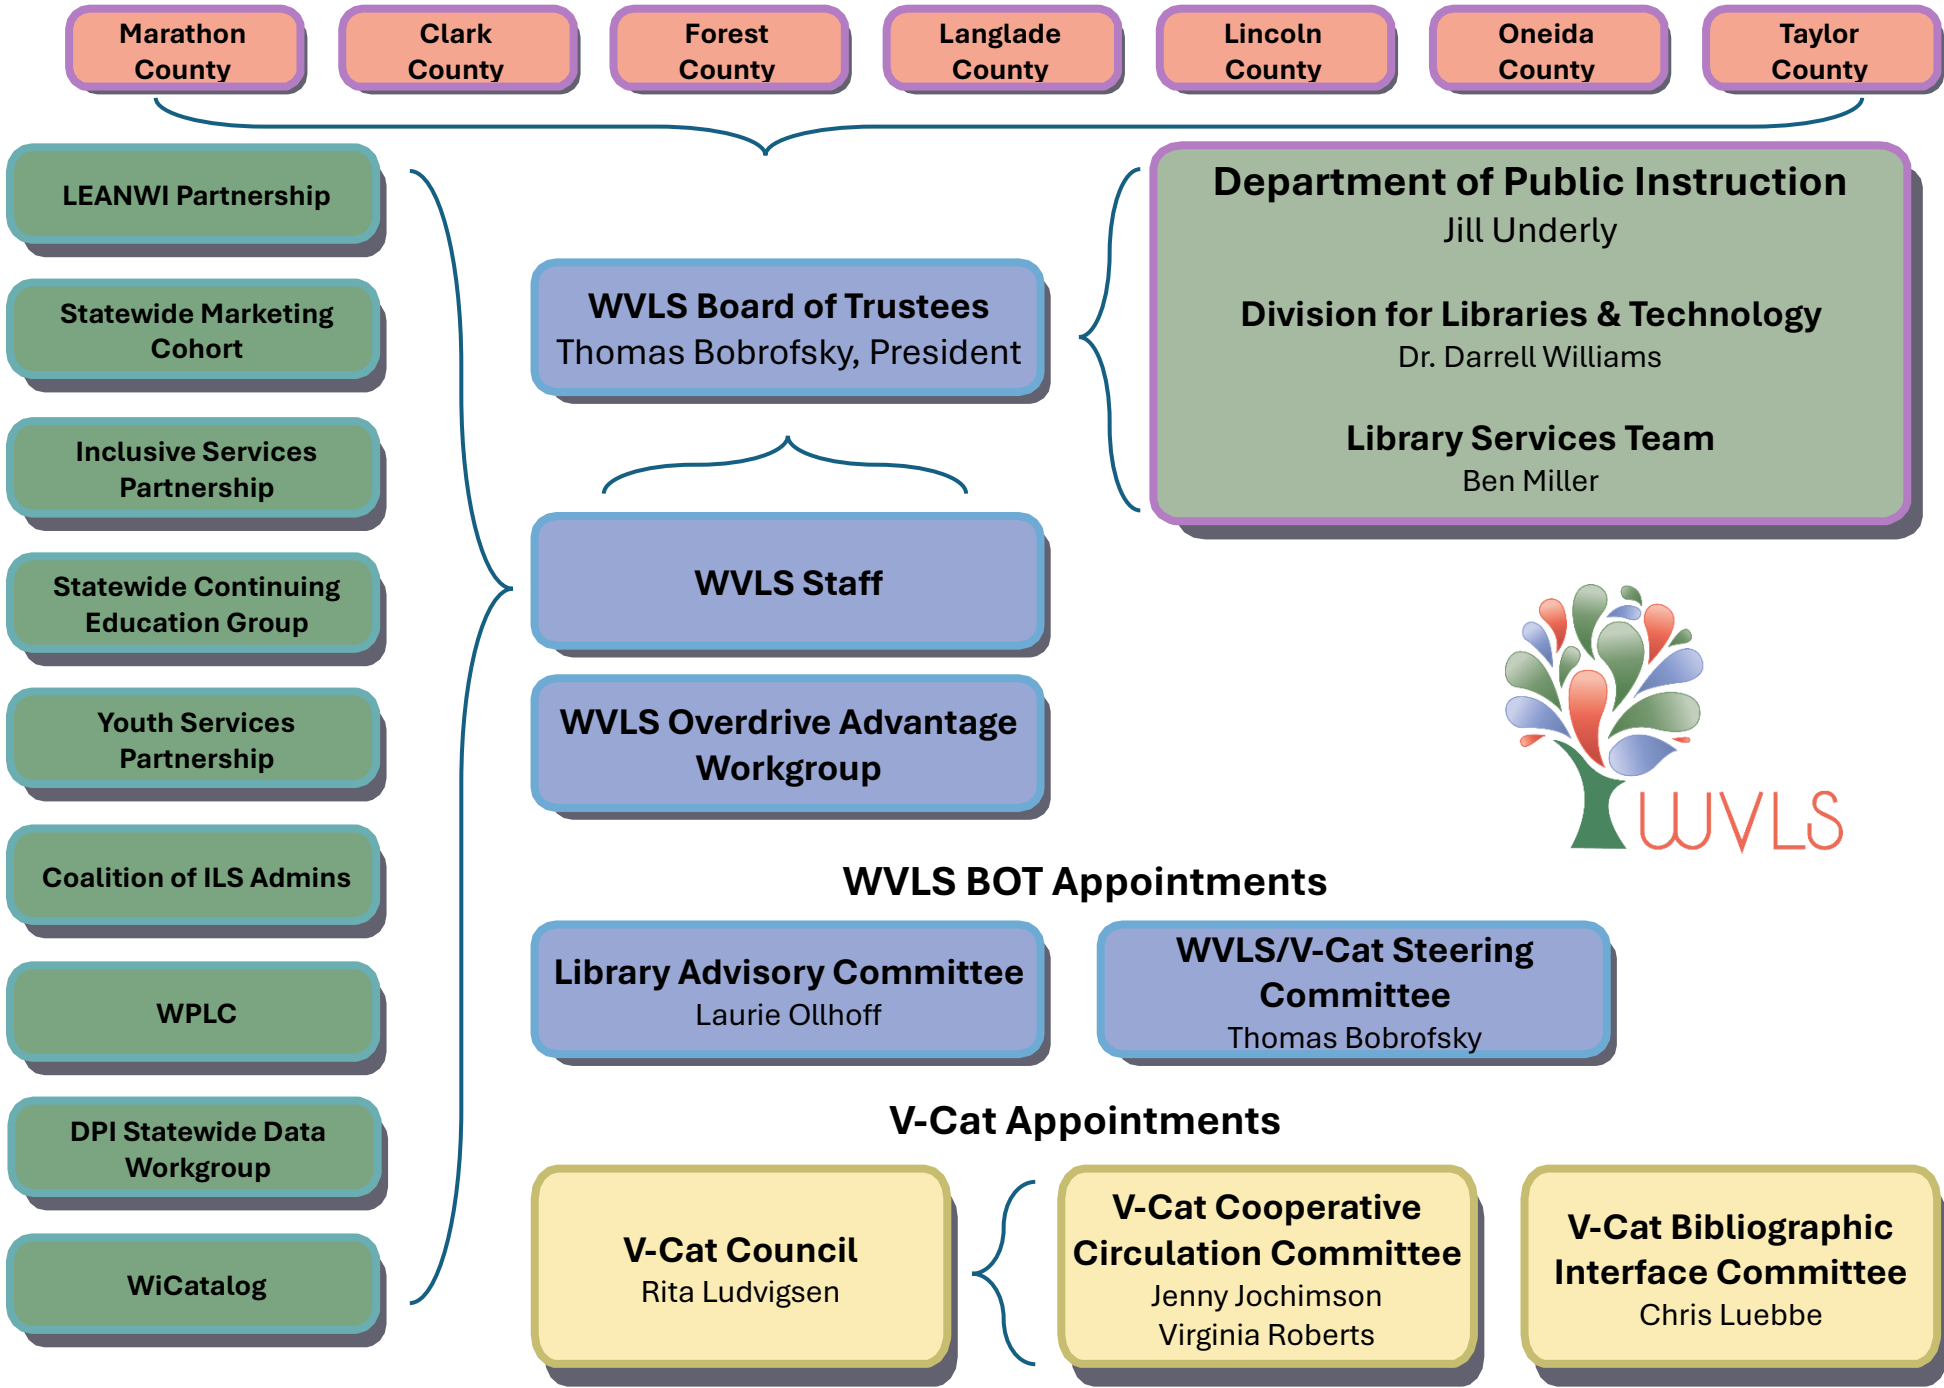 Marathon
County
Clark
County
Forest
County
Langlade
County
Lincoln
County
Oneida
County
Taylor
County
LEANWI Partnership
Statewide Marketing
Cohort
Inclusive Services
Partnership
Statewide Continuing
Education Group
Youth Services
Partnership
Coalition of ILS Admins
WPLC
DPI Statewide Data
Workgroup
WiCatalog
WVLS Board of Trustees
Thomas Bobrofsky, President
Department of Public Instruction
Jill Underly
Division for Libraries & Technology
Dr. Darrell Williams
Library Services Team
Ben Miller
WVLS Staff
WVLS Overdrive Advantage
Workgroup
WVLS
WVLS BOT Appointments
Library Advisory Committee
Laurie Ollhoff
WVLS/V-Cat Steering
Committee
Thomas Bobrofsky
V-Cat Appointments
V-Cat Council
Rita Ludvigsen
V-Cat Cooperative
Circulation Committee
Jenny Jochimson
Virginia Roberts
V-Cat Bibliographic
Interface Committee
Chris Luebbe